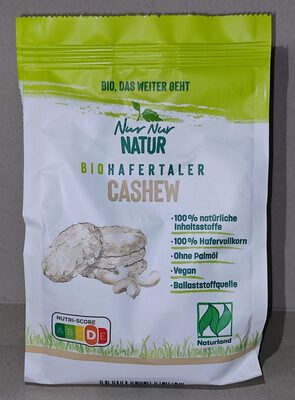 BIO, DAS WEITER GEHT
Nur Nur
NATUR
BIOHAFERTALER
CASHEW
• 100% natürliche
Inhaltsstoffe
• 100% Hafervollkorn
• Ohne Palmöl
• Vegan
• Ballaststoffquelle
NUTRI-SCORE
A B C D E
Naturland